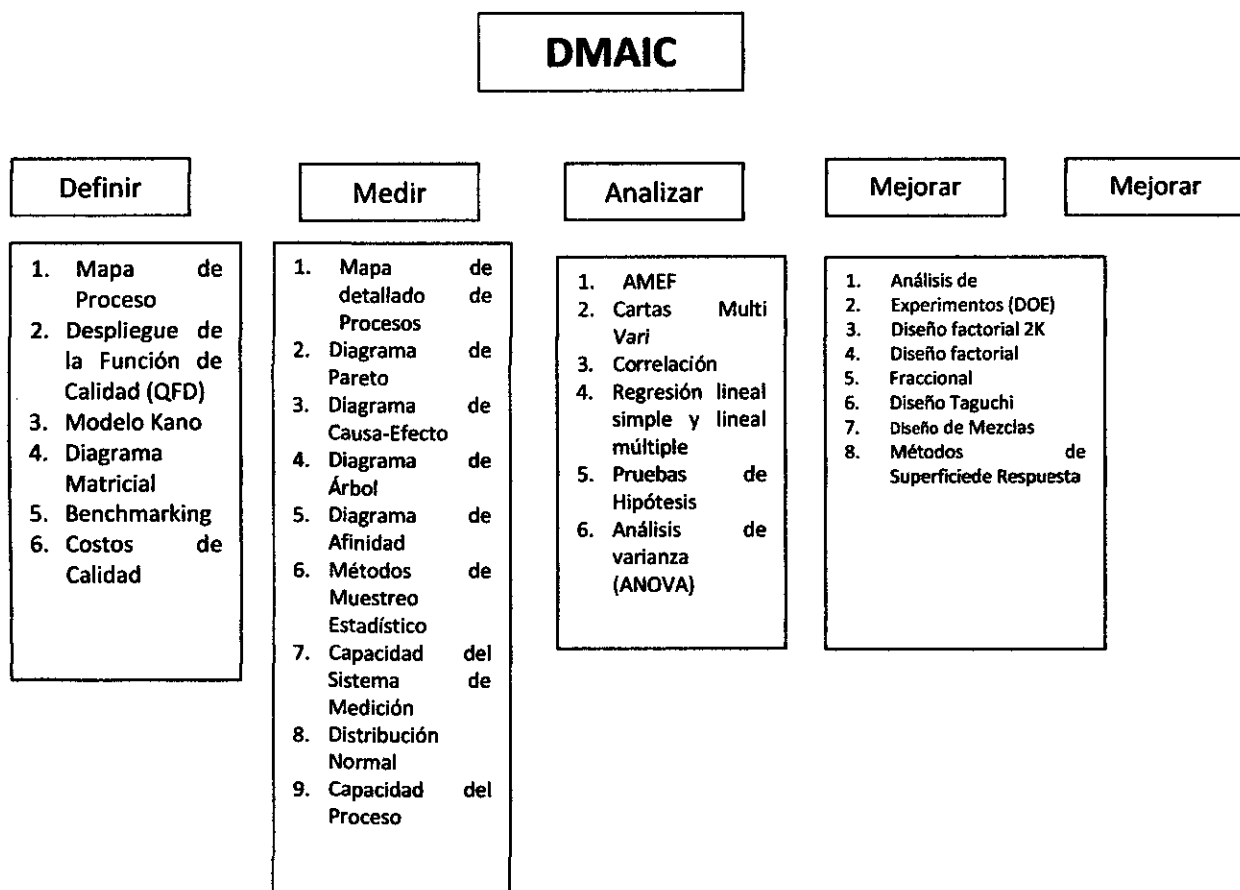 DMAIC
Definir
Medir
Analizar
Mejorar
Mejorar
1. Mapa de
Proceso
2. Despliegue de
la Función de
Calidad (QFD)
3. Modelo Kano
4. Diagrama
Matricial
5. Benchmarking
6. Costos de
Calidad
1. Mapa de
detallado de
Procesos
2. Diagrama de
Pareto
3. Diagrama de
Causa-Efecto
4. Diagrama de
Árbol
5. Diagrama de
Afinidad
6. Métodos de
Muestreo
Estadístico
7. Capacidad del
Sistema de
Medición
8. Distribución
Normal
9. Capacidad del
Proceso
1. AMEF
2. Cartas Multi
Vari
3. Correlación
4. Regresión lineal
simple y lineal
múltiple
5. Pruebas de
Hipótesis
6. Análisis de
varianza
(ANOVA)
1. Análisis de
2. Experimentos (DOE)
3. Diseño factorial 2K
4. Diseño factorial
5. Fraccional
6. Diseño Taguchi
7. Diseño de Mezclas
8. Métodos de
Superficiede Respuesta